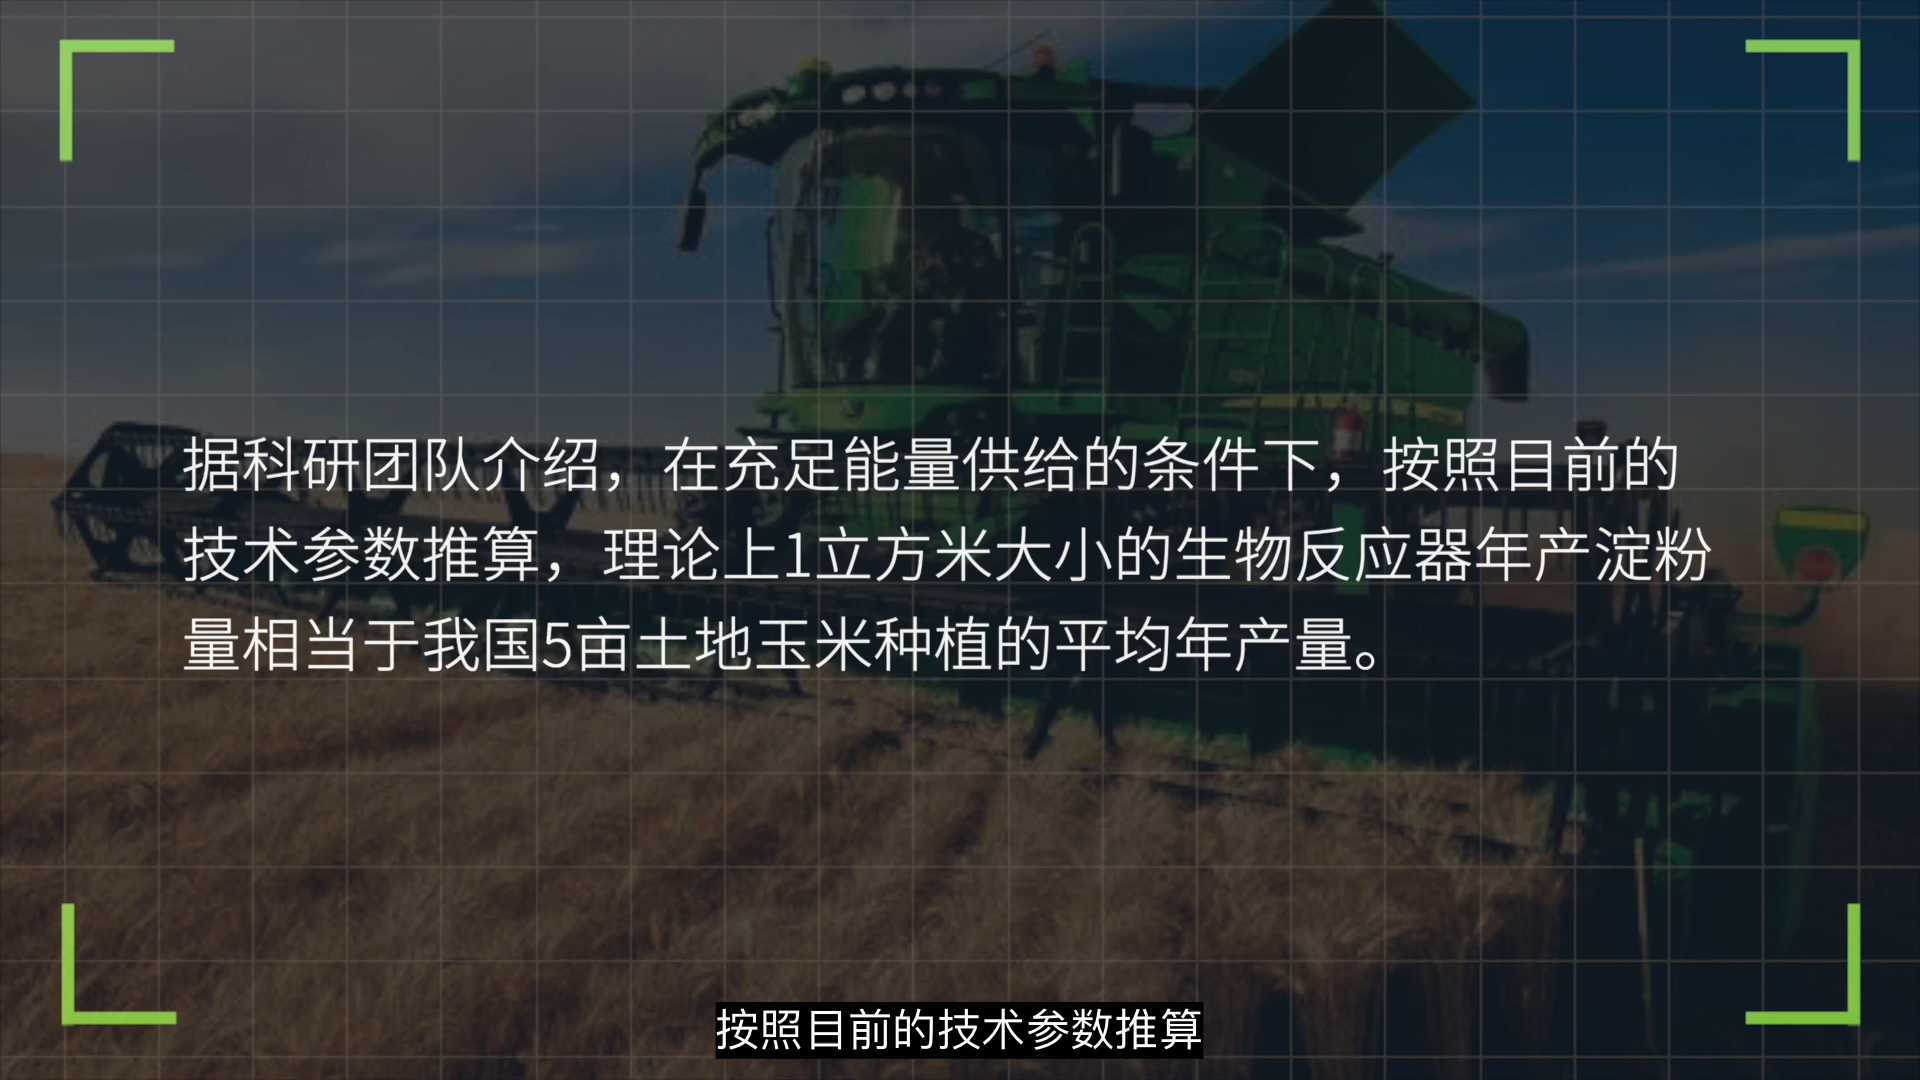 据科研团队介绍，在充足能量供给的条件下，按照目前的
技术参数推算，理论上1立方米大小的生物反应器年产淀粉
量相当于我国5亩土地玉米种植的平均年产量。
按照目前的技术参数推算